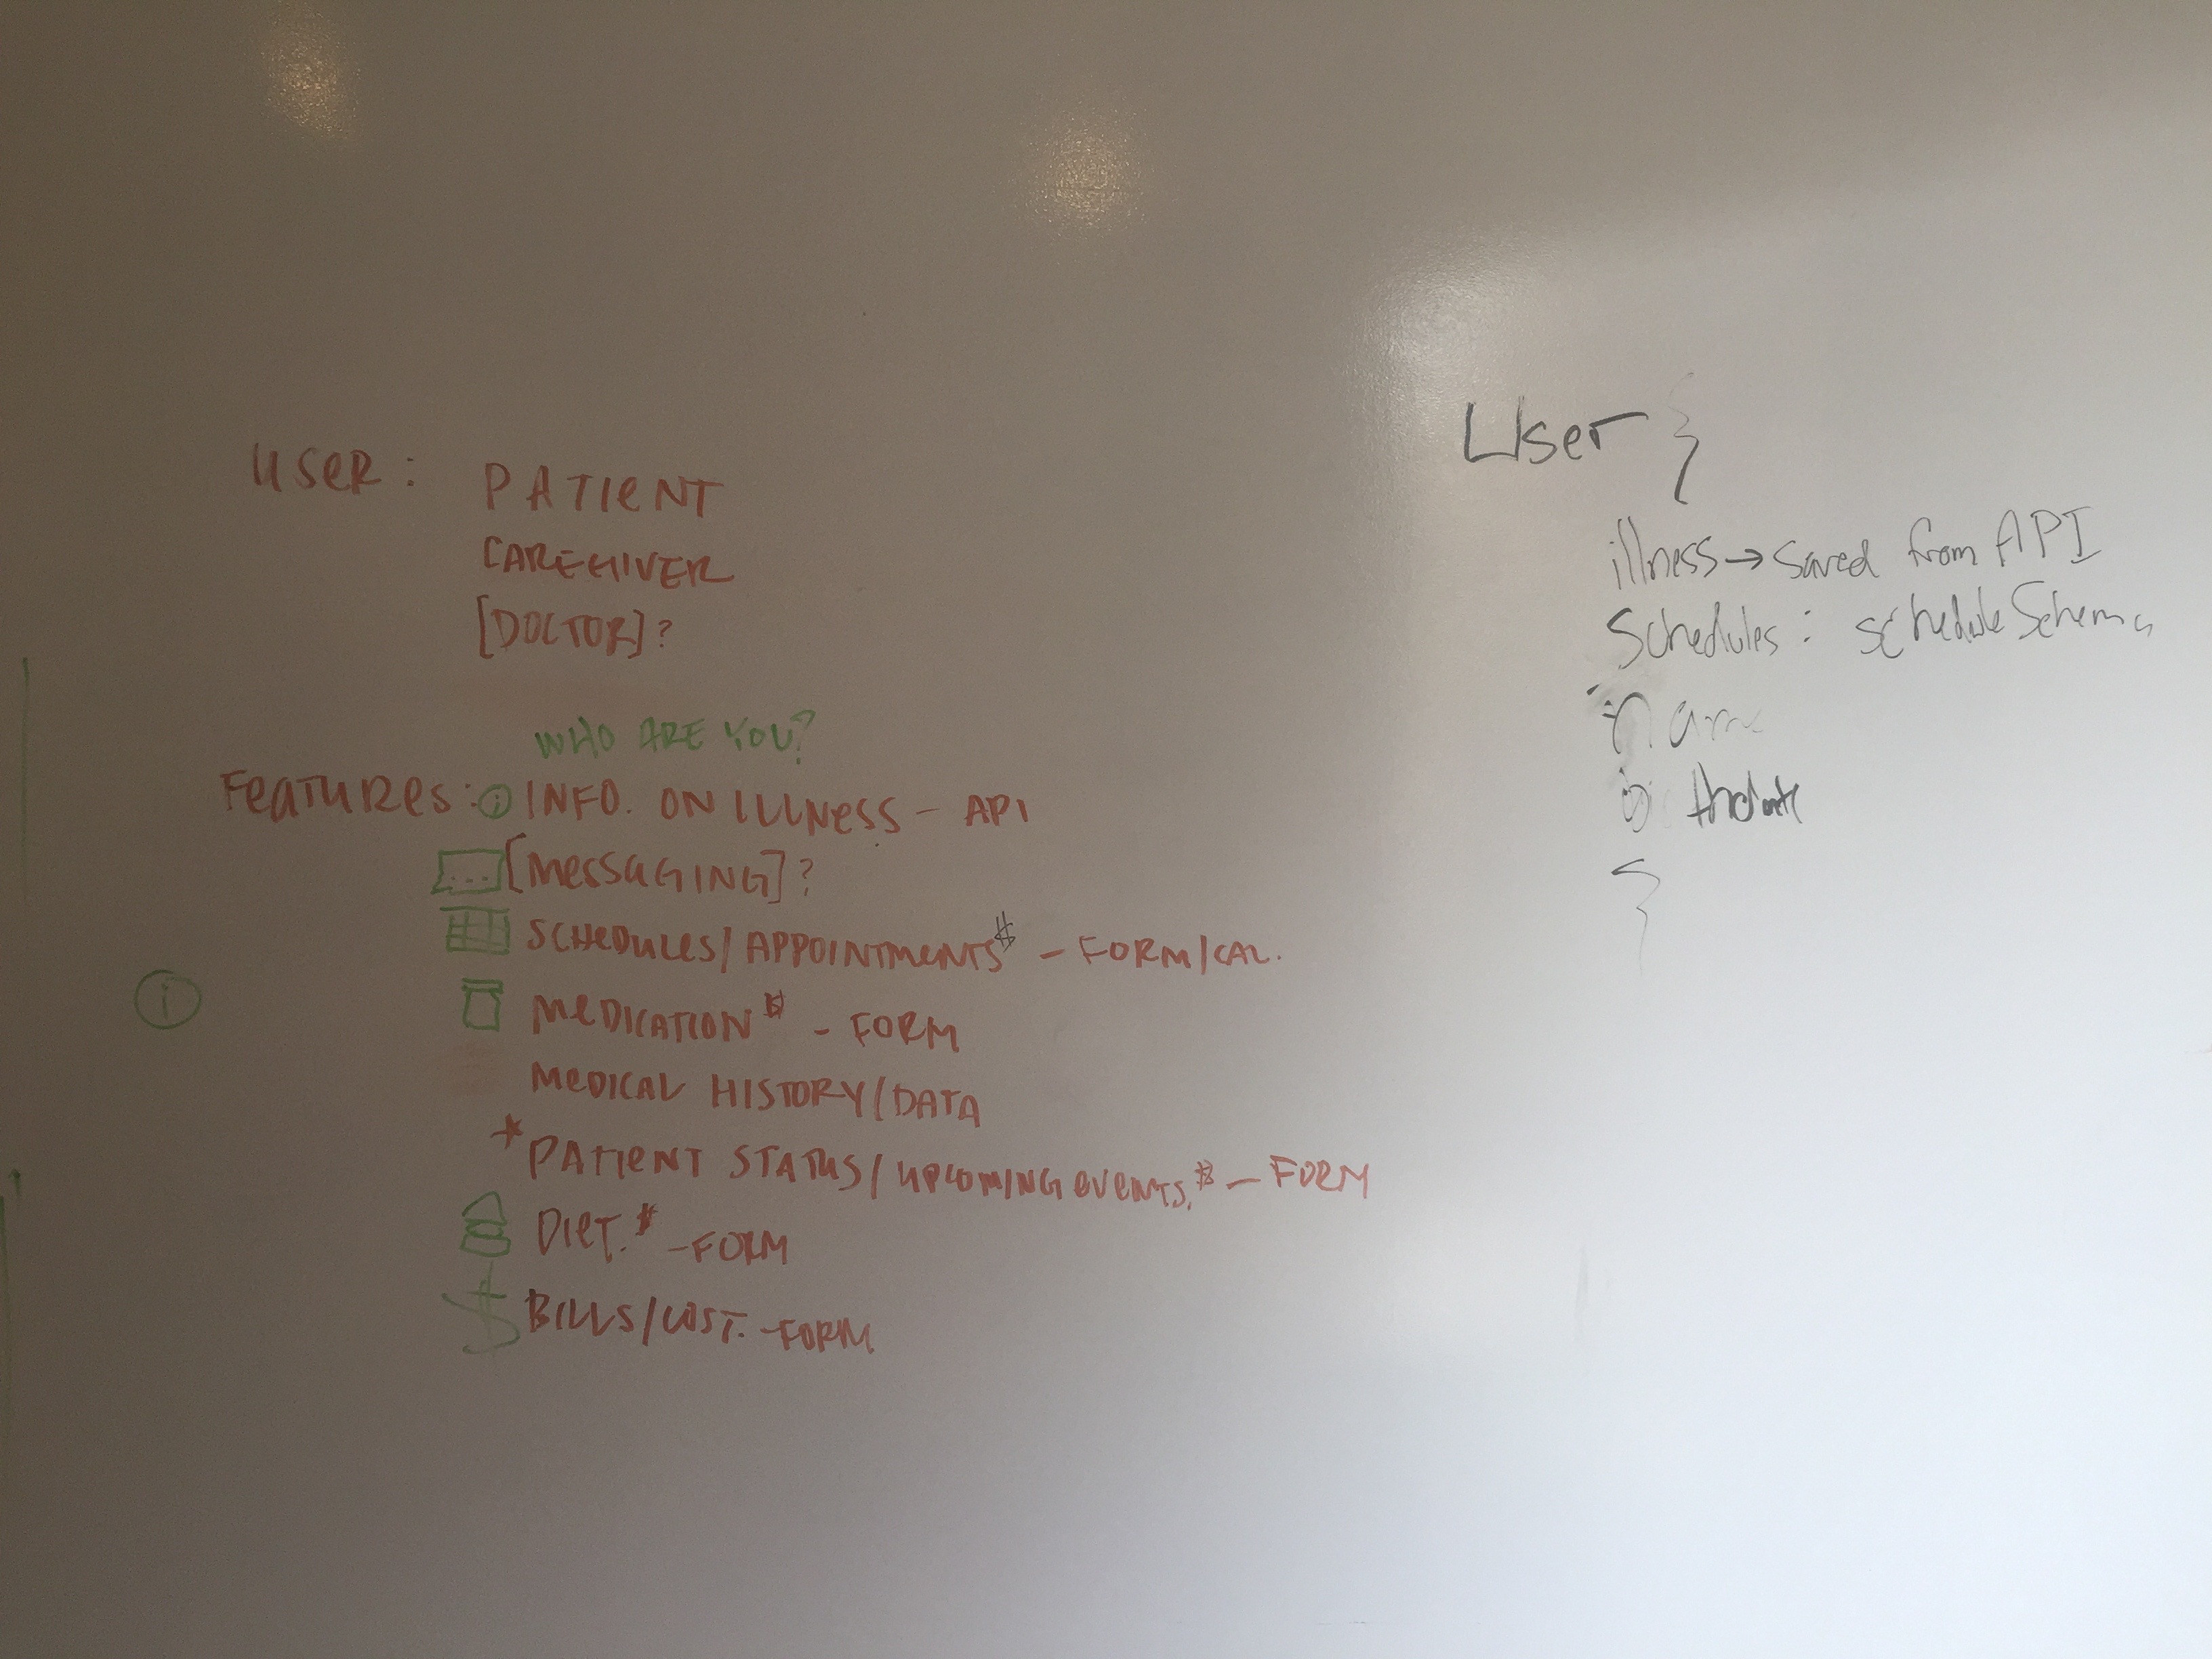 USER: PATIENT
CAREGIVER
[DOCTOR]?
WHO ARE YOU?
FEATURES: i INFO. ON ILLNESS - API
... [MESSAGING]?
SCHEDULES/APPOINTMENTS* - FORM/CAL.
i
MEDICATION* - FORM
MEDICAL HISTORY/DATA
*PATIENT STATUS/UPCOMING EVENTS.* - FORM
DIET.* - FORM
$ BILLS/COST. - FORM
User {
illness → saved from API
Schedules: scheduleSchema
}